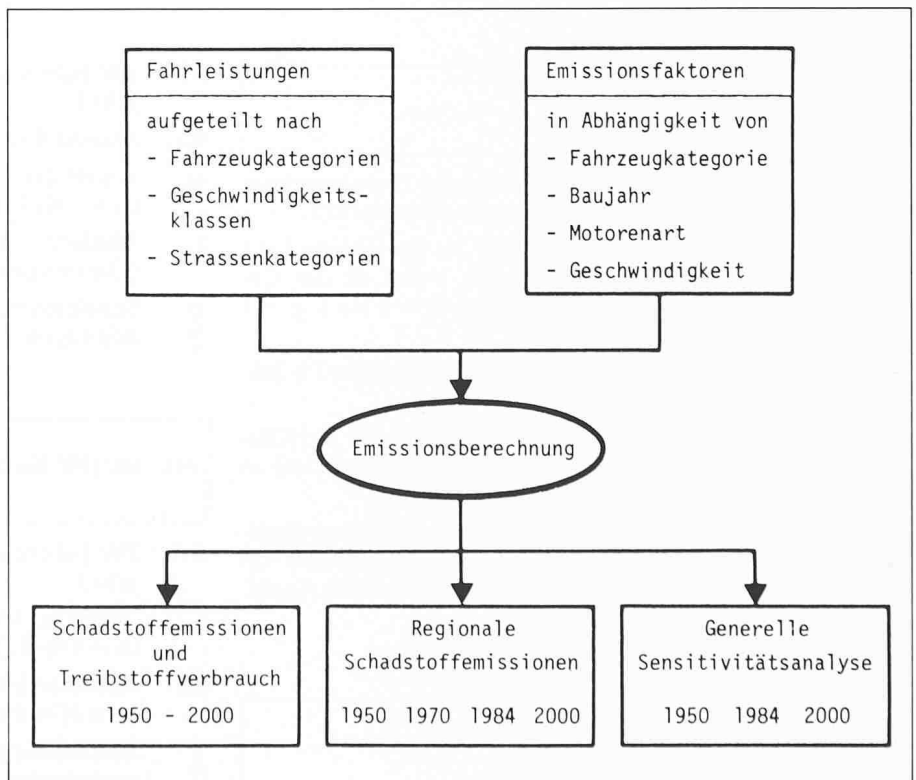 Fahrleistungen
aufgeteilt nach
- Fahrzeugkategorien
- Geschwindigkeits-
klassen
- Strassenkategorien
Emissionsfaktoren
in Abhängigkeit von
- Fahrzeugkategorie
- Baujahr
- Motorenart
- Geschwindigkeit
Emissionsberechnung
Schadstoffemissionen
und
Treibstoffverbrauch
1950 - 2000
Regionale
Schadstoffemissionen
1950 1970 1984 2000
Generelle
Sensitivitätsanalyse
1950 1984 2000